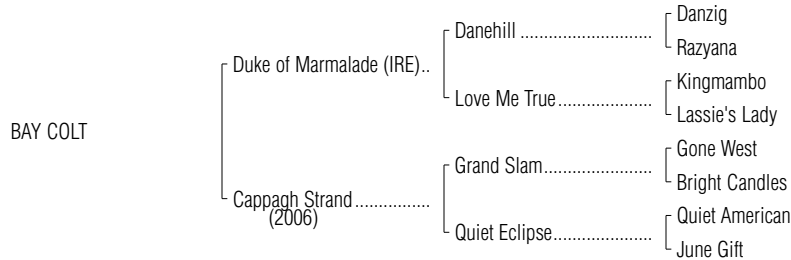 Danzig
Danehill ............................
Razyana
Duke of Marmalade (IRE)..
Kingmambo
Love Me True....................
Lassie's Lady
BAY COLT
Gone West
Grand Slam.......................
Bright Candles
Cappagh Strand ................
(2006)
Quiet American
Quiet Eclipse.....................
June Gift